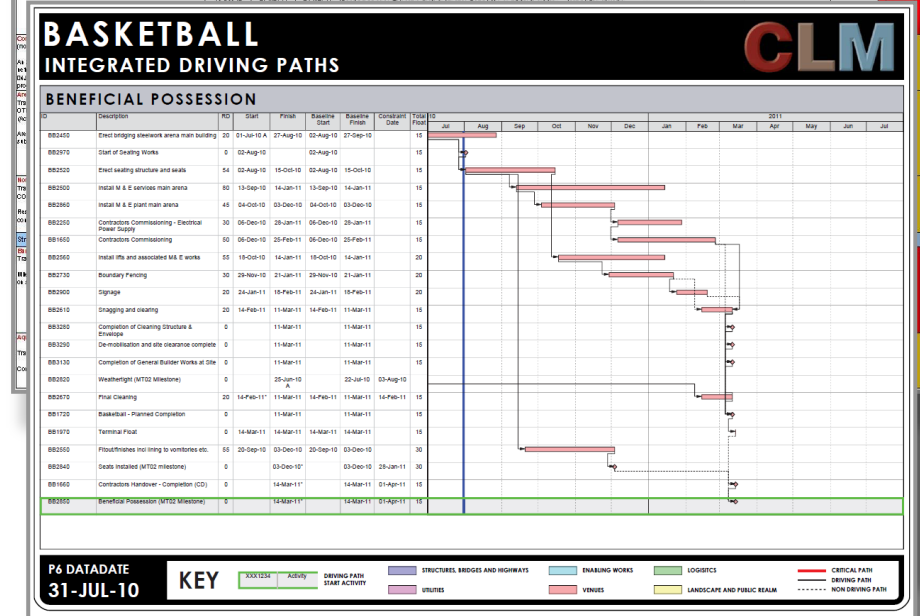 BASKETBALL
INTEGRATED DRIVING PATHS
CLM
BENEFICIAL POSSESSION
ID Description RD Start Finish Baseline Start Baseline Finish Constraint Date Total Float 10 2011
Jul Aug Sep Oct Nov Dec Jan Feb Mar Apr May Jun Jul
BB2450 Erect bridging steelwork arena main building 20 01-Jul-10 A 27-Aug-10 02-Aug-10 27-Sep-10 15
BB2970 Start of Seating Works 0 02-Aug-10 02-Aug-10 15
BB2520 Erect seating structure and seats 54 02-Aug-10 15-Oct-10 02-Aug-10 15-Oct-10 15
BB2500 Install M & E services main arena 80 13-Sep-10 14-Jan-11 13-Sep-10 14-Jan-11 15
BB2860 Install M & E plant main arena 45 04-Oct-10 03-Dec-10 04-Oct-10 03-Dec-10 15
BB2250 Contractors Commissioning - Electrical 30 06-Dec-10 28-Jan-11 06-Dec-10 28-Jan-11 15
Power Supply
BB1650 Contractors Commissioning 50 06-Dec-10 25-Feb-11 06-Dec-10 25-Feb-11 15
BB2560 Install lifts and associated M& E works 55 18-Oct-10 14-Jan-11 18-Oct-10 14-Jan-11 20
BB2730 Boundary Fencing 30 29-Nov-10 21-Jan-11 29-Nov-10 21-Jan-11 20
BB2900 Signage 20 24-Jan-11 18-Feb-11 24-Jan-11 18-Feb-11 20
BB2610 Snagging and clearing 20 14-Feb-11 11-Mar-11 14-Feb-11 11-Mar-11 15
BB3280 Completion of Cleaning Structure & 0 11-Mar-11 11-Mar-11 15
Envelope
BB3290 De-mobilisation and site clearance complete 0 11-Mar-11 11-Mar-11 15
BB3130 Completion of General Builder Works at Site 0 11-Mar-11 11-Mar-11 15
BB2820 Weathertight (MT02 Milestone) 0 25-Jun-10 A 22-Jul-10 03-Aug-10
BB2670 Final Cleaning 20 14-Feb-11* 11-Mar-11 14-Feb-11 11-Mar-11 14-Feb-11 15
BB1720 Basketball - Planned Completion 0 11-Mar-11 11-Mar-11 15
BB1970 Terminal Float 0 14-Mar-11 14-Mar-11 14-Mar-11 14-Mar-11 15
BB2550 Fitout/finishes incl lining to vomitories etc. 55 20-Sep-10 03-Dec-10 20-Sep-10 03-Dec-10 30
BB2840 Seats Installed (MT02 milestone) 0 03-Dec-10* 03-Dec-10 28-Jan-11 30
BB1660 Contractors Handover - Completion (CD) 0 14-Mar-11* 14-Mar-11 01-Apr-11 15
BB2850 Beneficial Possession (MT02 Milestone) 0 14-Mar-11* 14-Mar-11 01-Apr-11 15
P6 DATADATE
31-JUL-10
KEY
XXX1234 Activity
DRIVING PATH
START ACTIVITY
STRUCTURES, BRIDGES AND HIGHWAYS
ENABLING WORKS
LOGISITCS
UTILITIES
VENUES
LANDSCAPE AND PUBLIC REALM
CRITICAL PATH
DRIVING PATH
NON DRIVING PATH